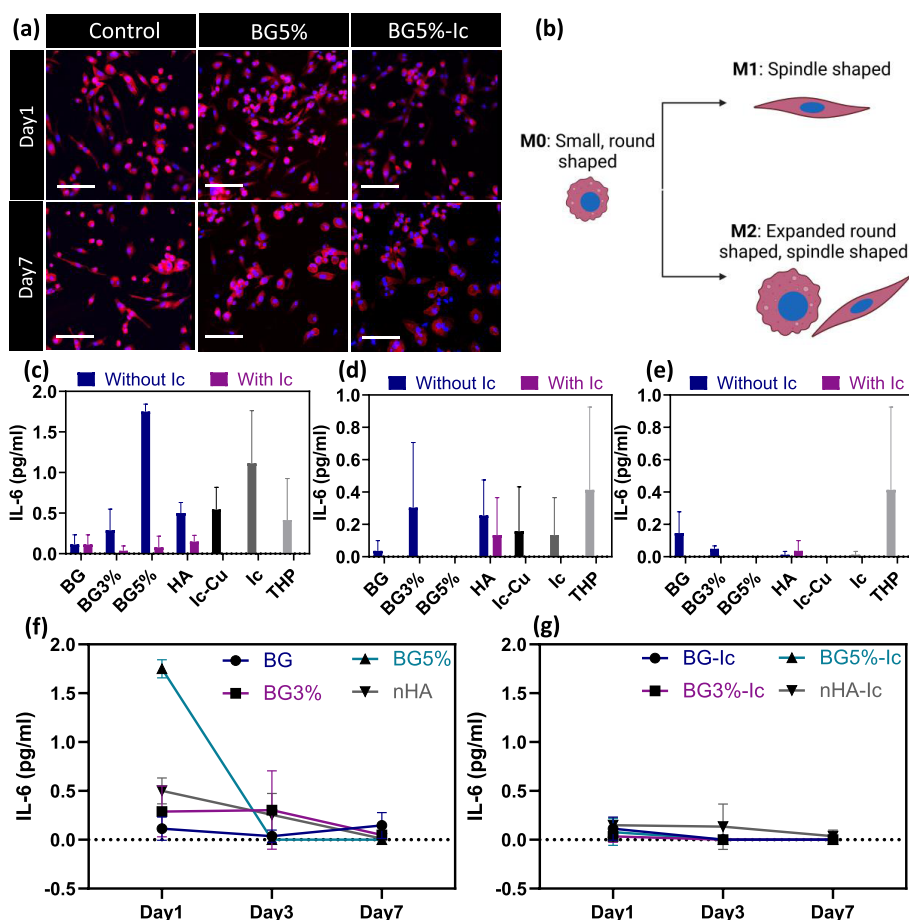 (a)
Control
BG5%
BG5%-Ic
Day1
Day7
(b)
M0: Small, round
shaped
M1: Spindle shaped
M2: Expanded round
shaped, spindle shaped
(c)
Without Ic
With Ic
IL-6 (pg/ml)
2.0
1.5
1.0
0.5
0.0
BG
BG3%
BG5%
HA
Ic-Cu
Ic
THP
(d)
Without Ic
With Ic
IL-6 (pg/ml)
1.0
0.8
0.6
0.4
0.2
0.0
BG
BG3%
BG5%
HA
Ic-Cu
Ic
THP
(e)
Without Ic
With Ic
IL-6 (pg/ml)
1.0
0.8
0.6
0.4
0.2
0.0
BG
BG3%
BG5%
HA
Ic-Cu
Ic
THP
(f)
BG
BG5%
BG3%
nHA
IL-6 (pg/ml)
2.0
1.5
1.0
0.5
0.0
-0.5
Day1
Day3
Day7
(g)
BG-Ic
BG5%-Ic
BG3%-Ic
nHA-Ic
IL-6 (pg/ml)
2.0
1.5
1.0
0.5
0.0
-0.5
Day1
Day3
Day7